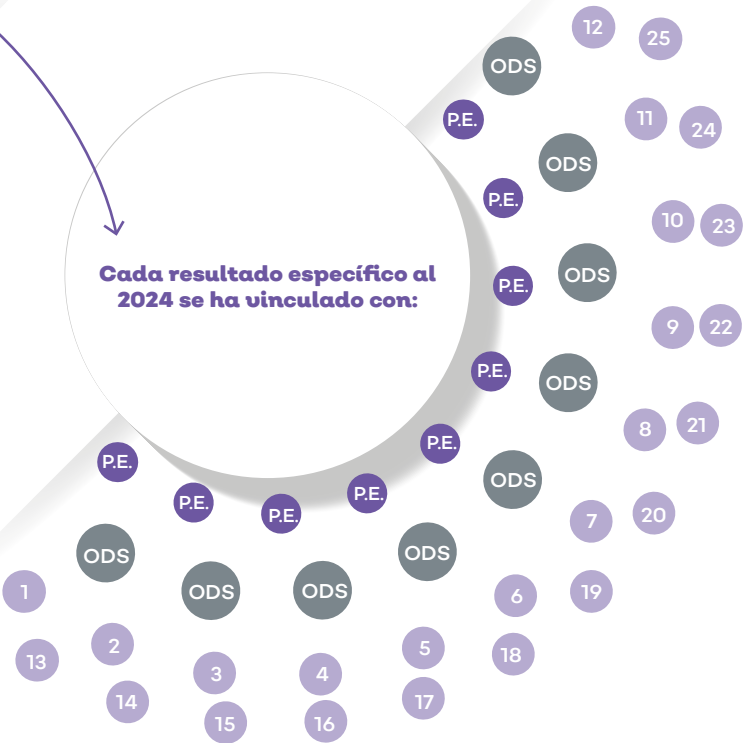 Cada resultado específico al
2024 se ha vinculado con:
P.E.
P.E.
P.E.
P.E.
P.E.
P.E.
P.E.
P.E.
P.E.
ODS
ODS
ODS
ODS
ODS
ODS
ODS
ODS
ODS
1
2
3
4
5
6
7
8
9
10
11
12
13
14
15
16
17
18
19
20
21
22
23
24
25